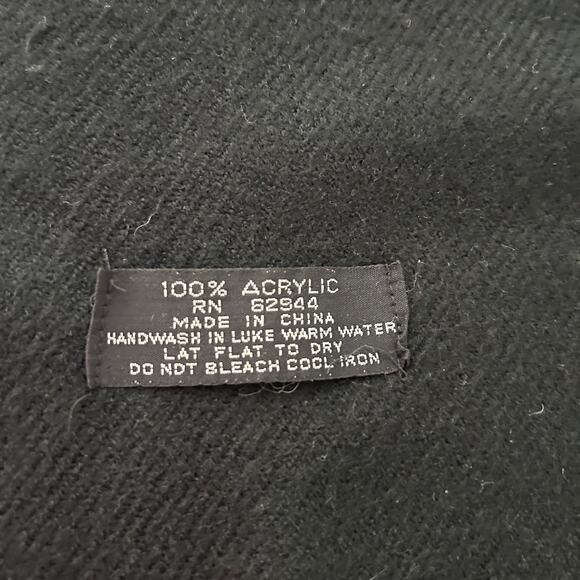 100% ACRYLIC
RN 62944
MADE IN CHINA
HANDWASH IN LUKE WARM WATER
LAT FLAT TO DRY
DO NOT BLEACH COOL IRON